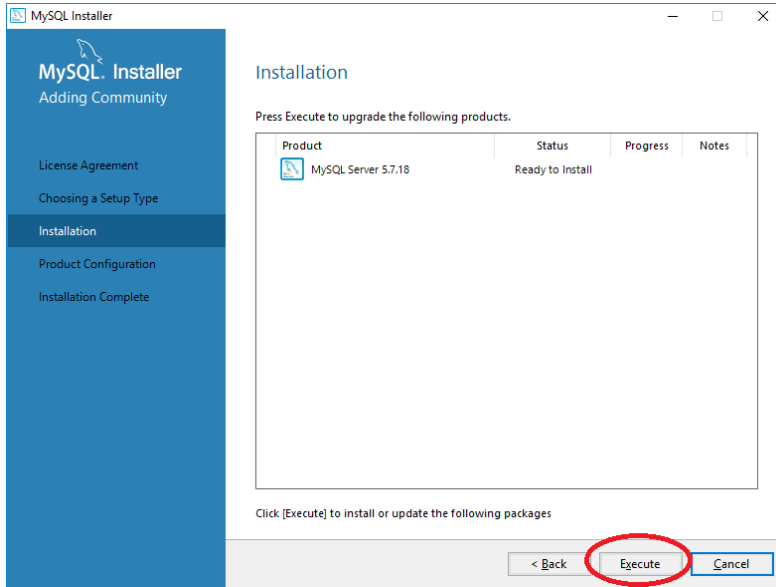 MySQL Installer
MySQL. Installer
Adding Community
License Agreement
Choosing a Setup Type
Installation
Product Configuration
Installation Complete
Installation
Press Execute to upgrade the following products.
Product Status Progress Notes
MySQL Server 5.7.18 Ready to Install
Click [Execute] to install or update the following packages
< Back Execute Cancel